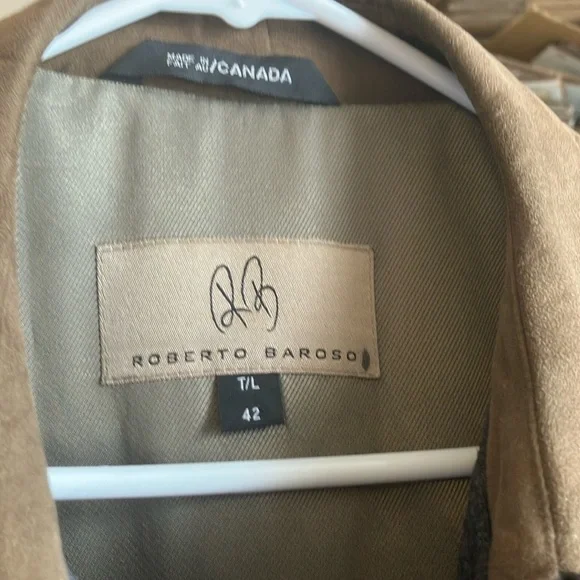 MADE IN
FAIT AU/CANADA
RB
ROBERTO BAROSO
T/L
42